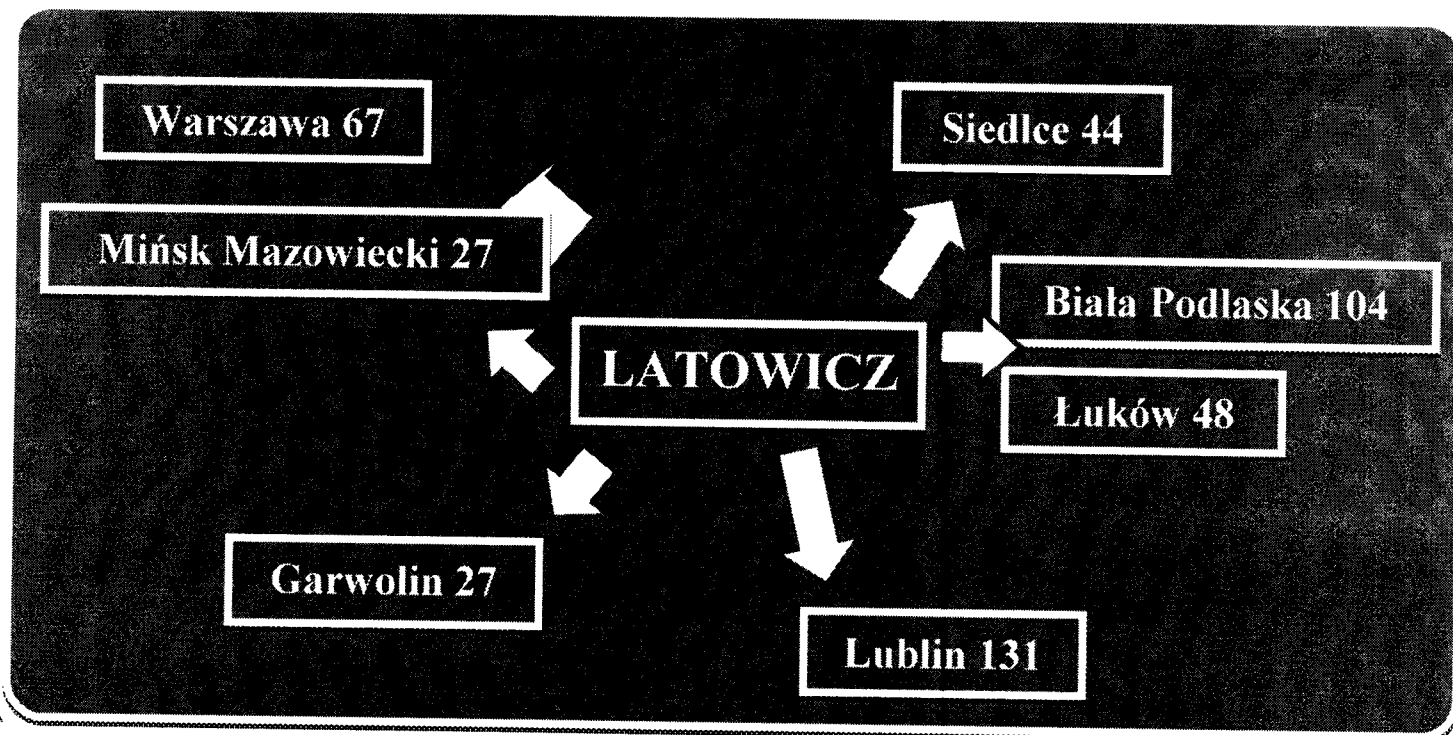 Warszawa 67
Siedlce 44
Mińsk Mazowiecki 27
Biała Podlaska 104
LATOWICZ
Łuków 48
Garwolin 27
Lublin 131